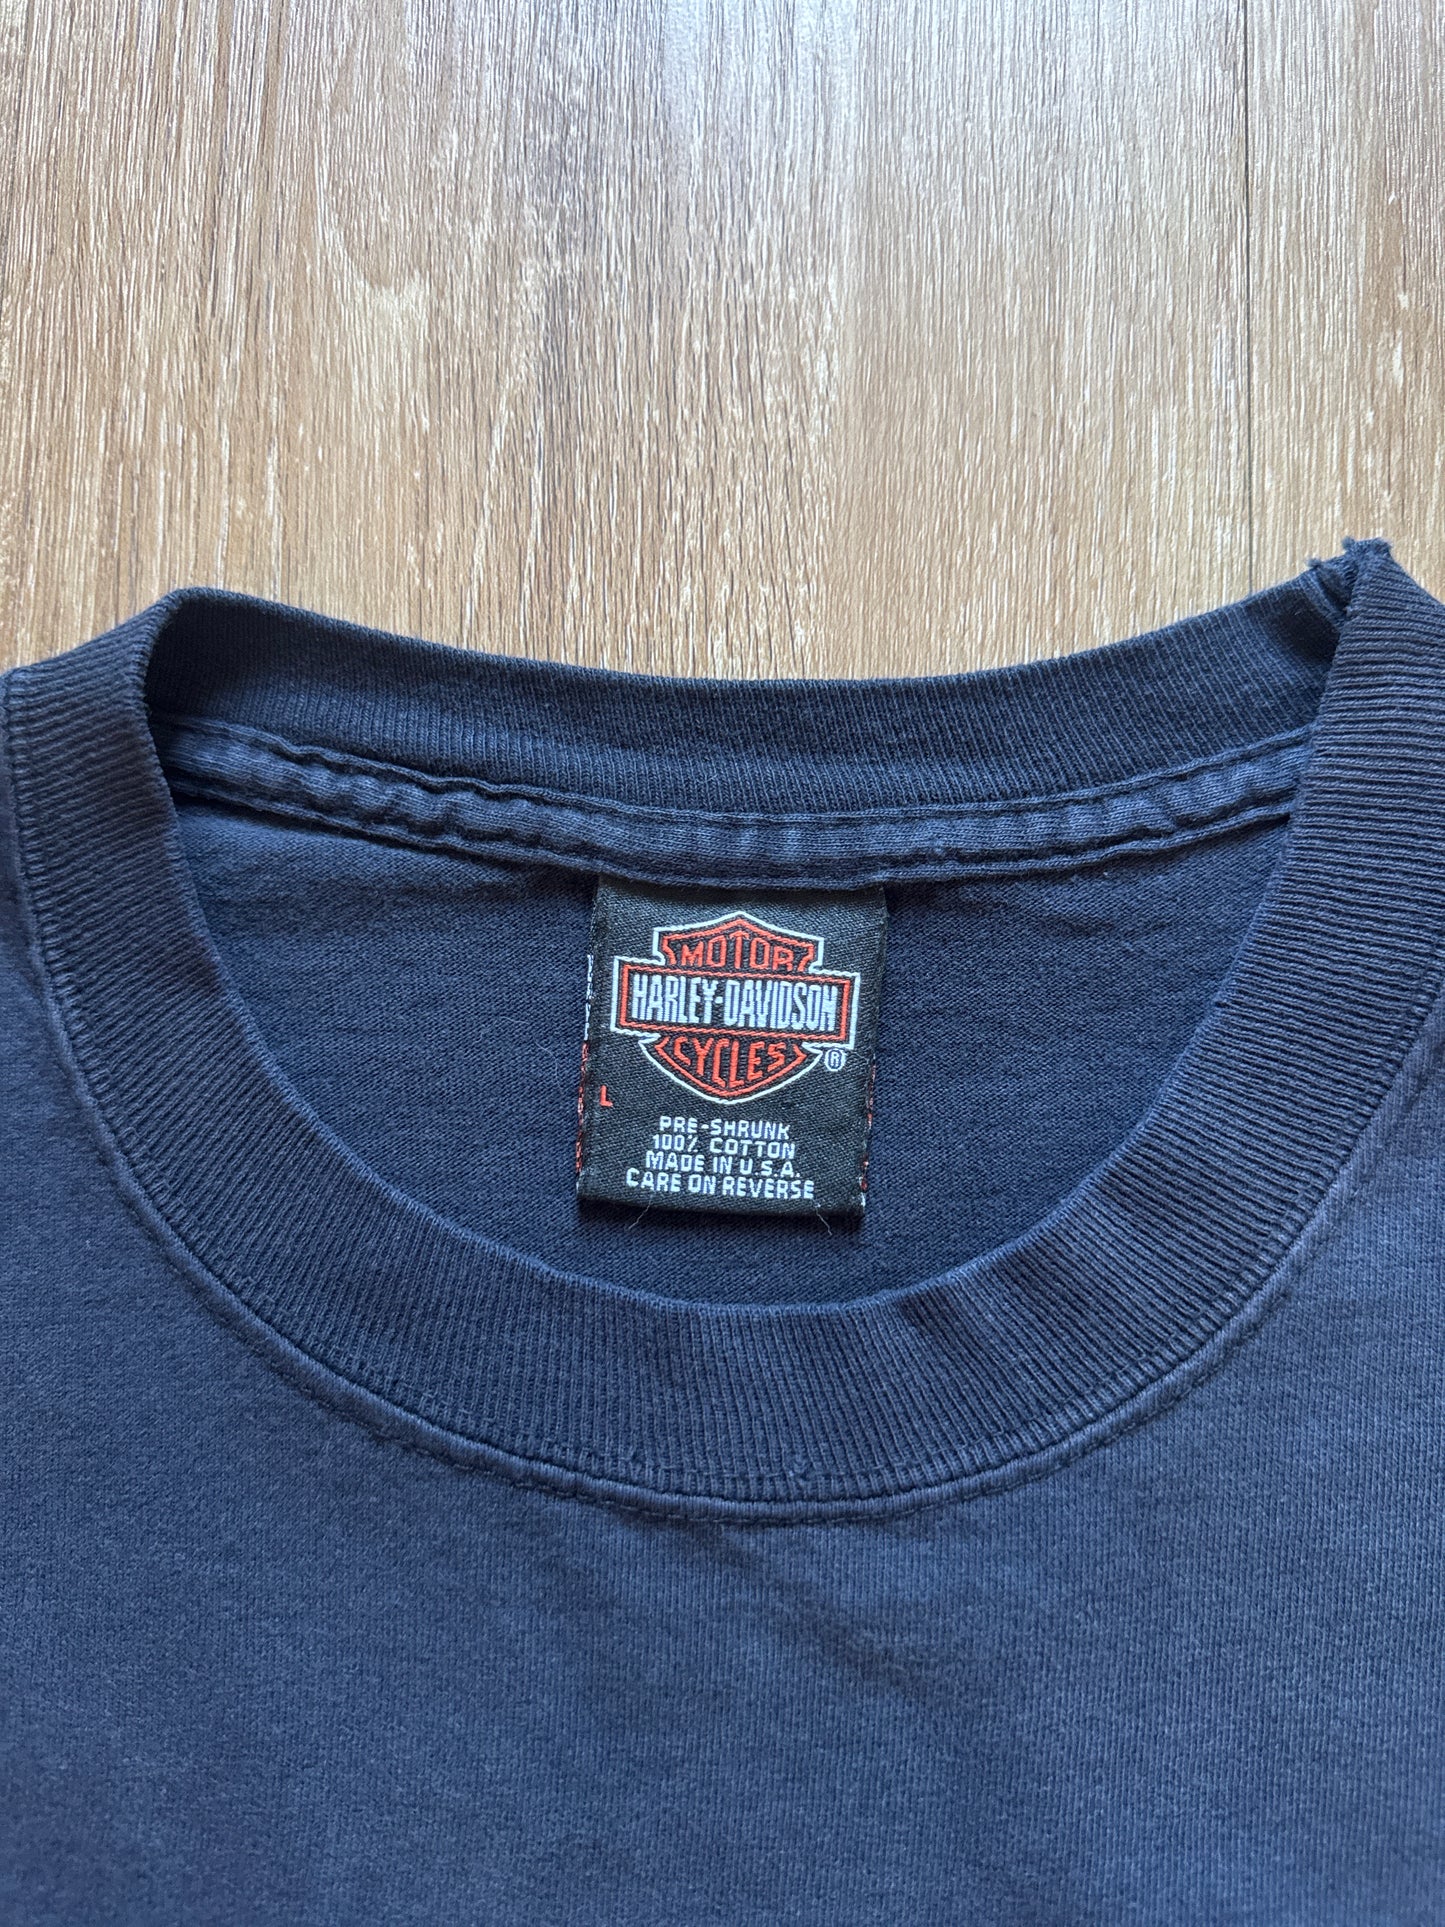 MOTOR
HARLEY-DAVIDSON
CYCLES ®
L
PRE-SHRUNK
100% COTTON
MADE IN U.S.A.
CARE ON REVERSE